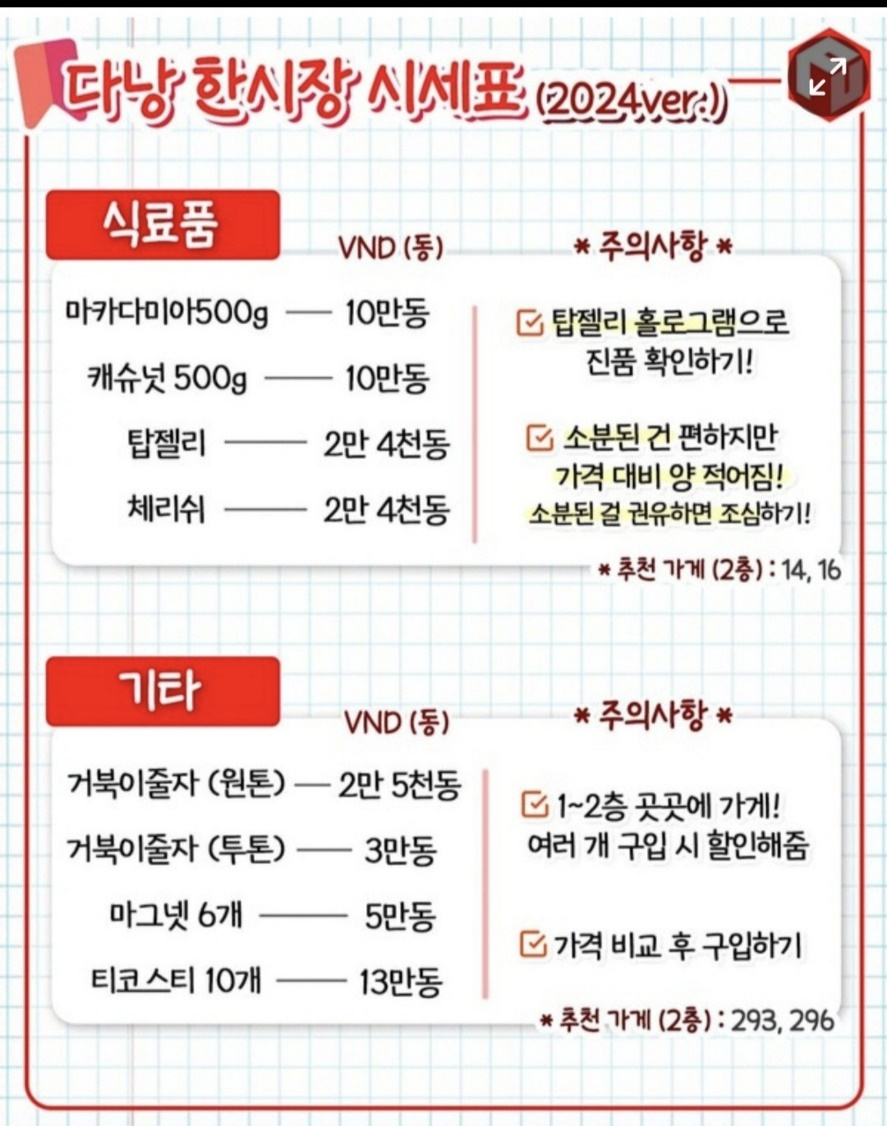 다낭 한시장 시세표 (2024ver.)
식료품
VND (동)
* 주의사항 *
마카다미아500g — 10만동
캐슈넛 500g — 10만동
탑젤리 — 2만 4천동
체리쉬 — 2만 4천동
탑젤리 홀로그램으로
진품 확인하기!
소분된 건 편하지만
가격 대비 양 적어짐!
소분된 걸 권유하면 조심하기!
* 추천 가게 (2층) : 14, 16
기타
VND (동)
* 주의사항 *
거북이줄자 (원톤) — 2만 5천동
거북이줄자 (투톤) — 3만동
마그넷 6개 — 5만동
티코스티 10개 — 13만동
1~2층 곳곳에 가게!
여러 개 구입 시 할인해줌
가격 비교 후 구입하기
* 추천 가게 (2층) : 293, 296